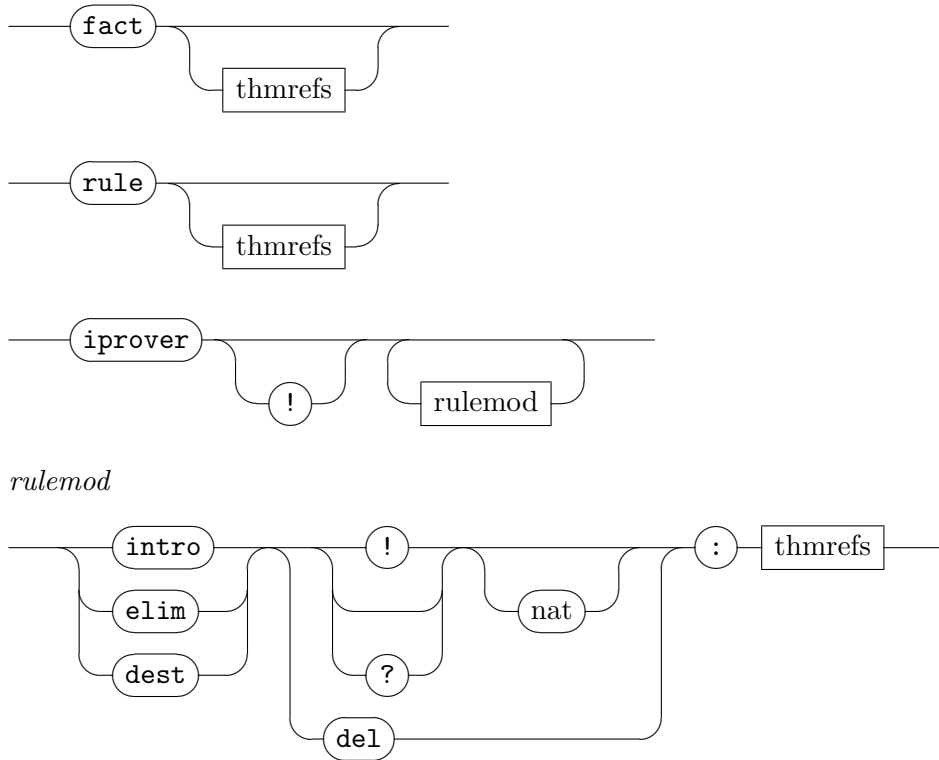 fact
thmrefs
rule
thmrefs
iprover
! rulemod
rulemod
intro ! : thmrefs
elim nat
dest ?
del